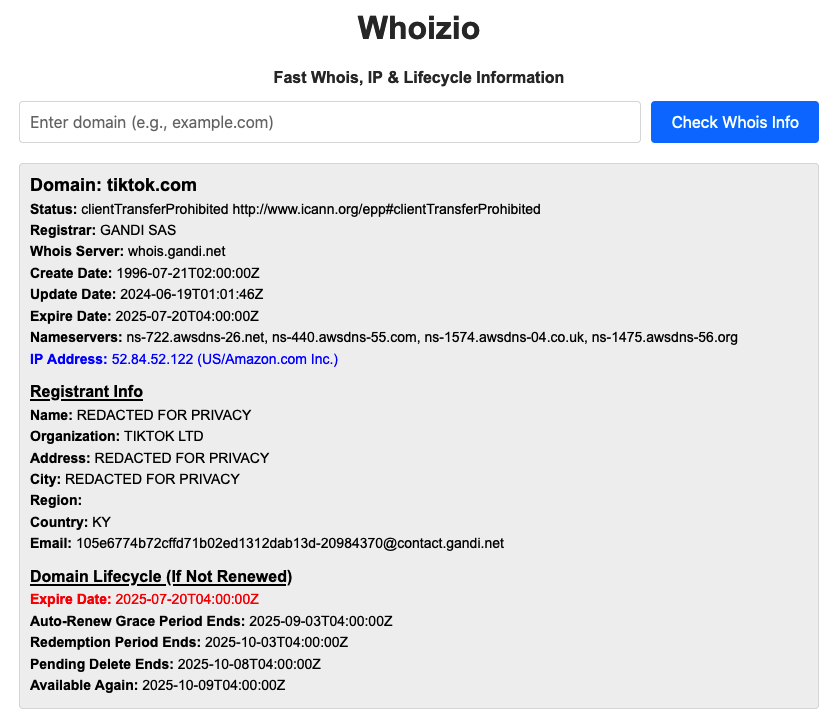 Whoizio
Fast Whois, IP & Lifecycle Information
Enter domain (e.g., example.com)
Check Whois Info
Domain: tiktok.com
Status: clientTransferProhibited http://www.icann.org/epp#clientTransferProhibited
Registrar: GANDI SAS
Whois Server: whois.gandi.net
Create Date: 1996-07-21T02:00:00Z
Update Date: 2024-06-19T01:01:46Z
Expire Date: 2025-07-20T04:00:00Z
Nameservers: ns-722.awsdns-26.net, ns-440.awsdns-55.com, ns-1574.awsdns-04.co.uk, ns-1475.awsdns-56.org
IP Address: 52.84.52.122 (US/Amazon.com Inc.)
Registrant Info
Name: REDACTED FOR PRIVACY
Organization: TIKTOK LTD
Address: REDACTED FOR PRIVACY
City: REDACTED FOR PRIVACY
Region:
Country: KY
Email: 105e6774b72cffd71b02ed1312dab13d-20984370@contact.gandi.net
Domain Lifecycle (If Not Renewed)
Expire Date: 2025-07-20T04:00:00Z
Auto-Renew Grace Period Ends: 2025-09-03T04:00:00Z
Redemption Period Ends: 2025-10-03T04:00:00Z
Pending Delete Ends: 2025-10-08T04:00:00Z
Available Again: 2025-10-09T04:00:00Z